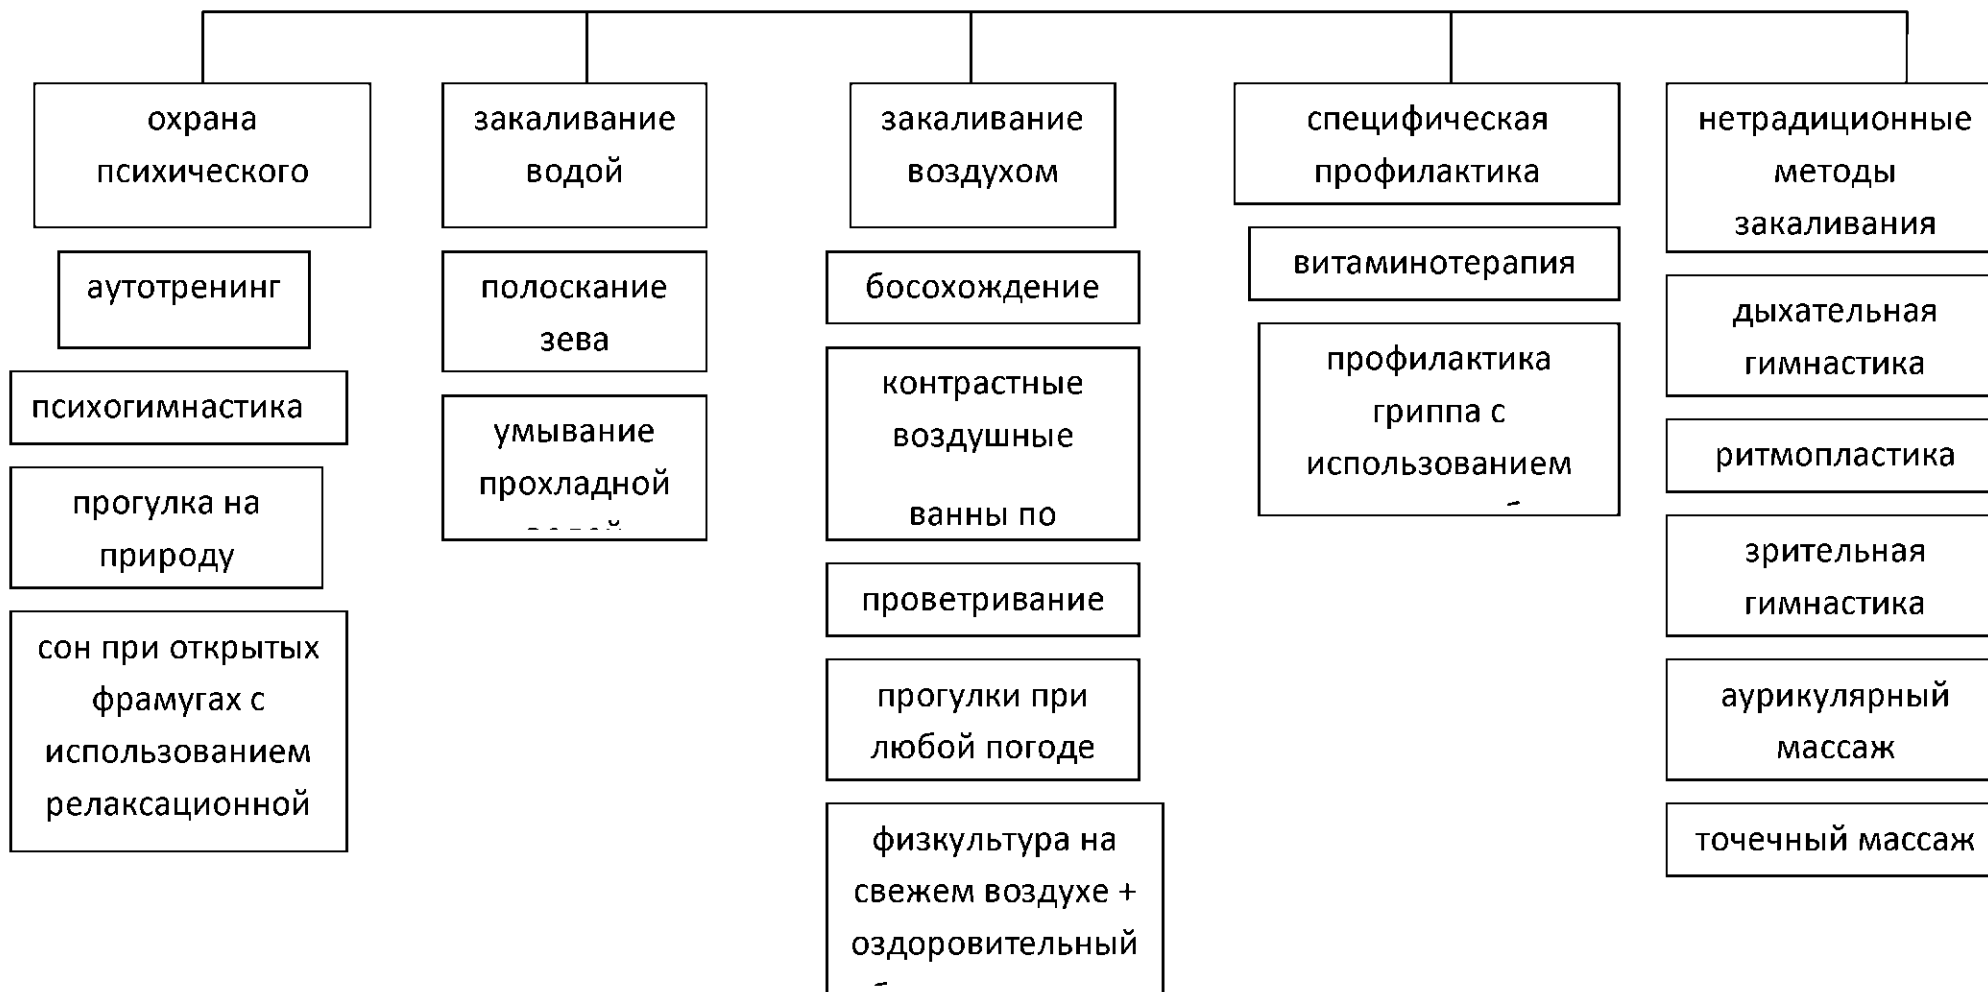 охрана
психического
аутотренинг
психогимнастика
прогулка на
природу
сон при открытых
фрамугах с
использованием
релаксационной
закаливание
водой
полоскание
зева
умывание
прохладной
закаливание
воздухом
босохождение
контрастные
воздушные
ванны по
проветривание
прогулки при
любой погоде
физкультура на
свежем воздухе +
оздоровительный
специфическая
профилактика
витаминотерапия
профилактика
гриппа с
использованием
нетрадиционные
методы
закаливания
дыхательная
гимнастика
ритмопластика
зрительная
гимнастика
аурикулярный
массаж
точечный массаж